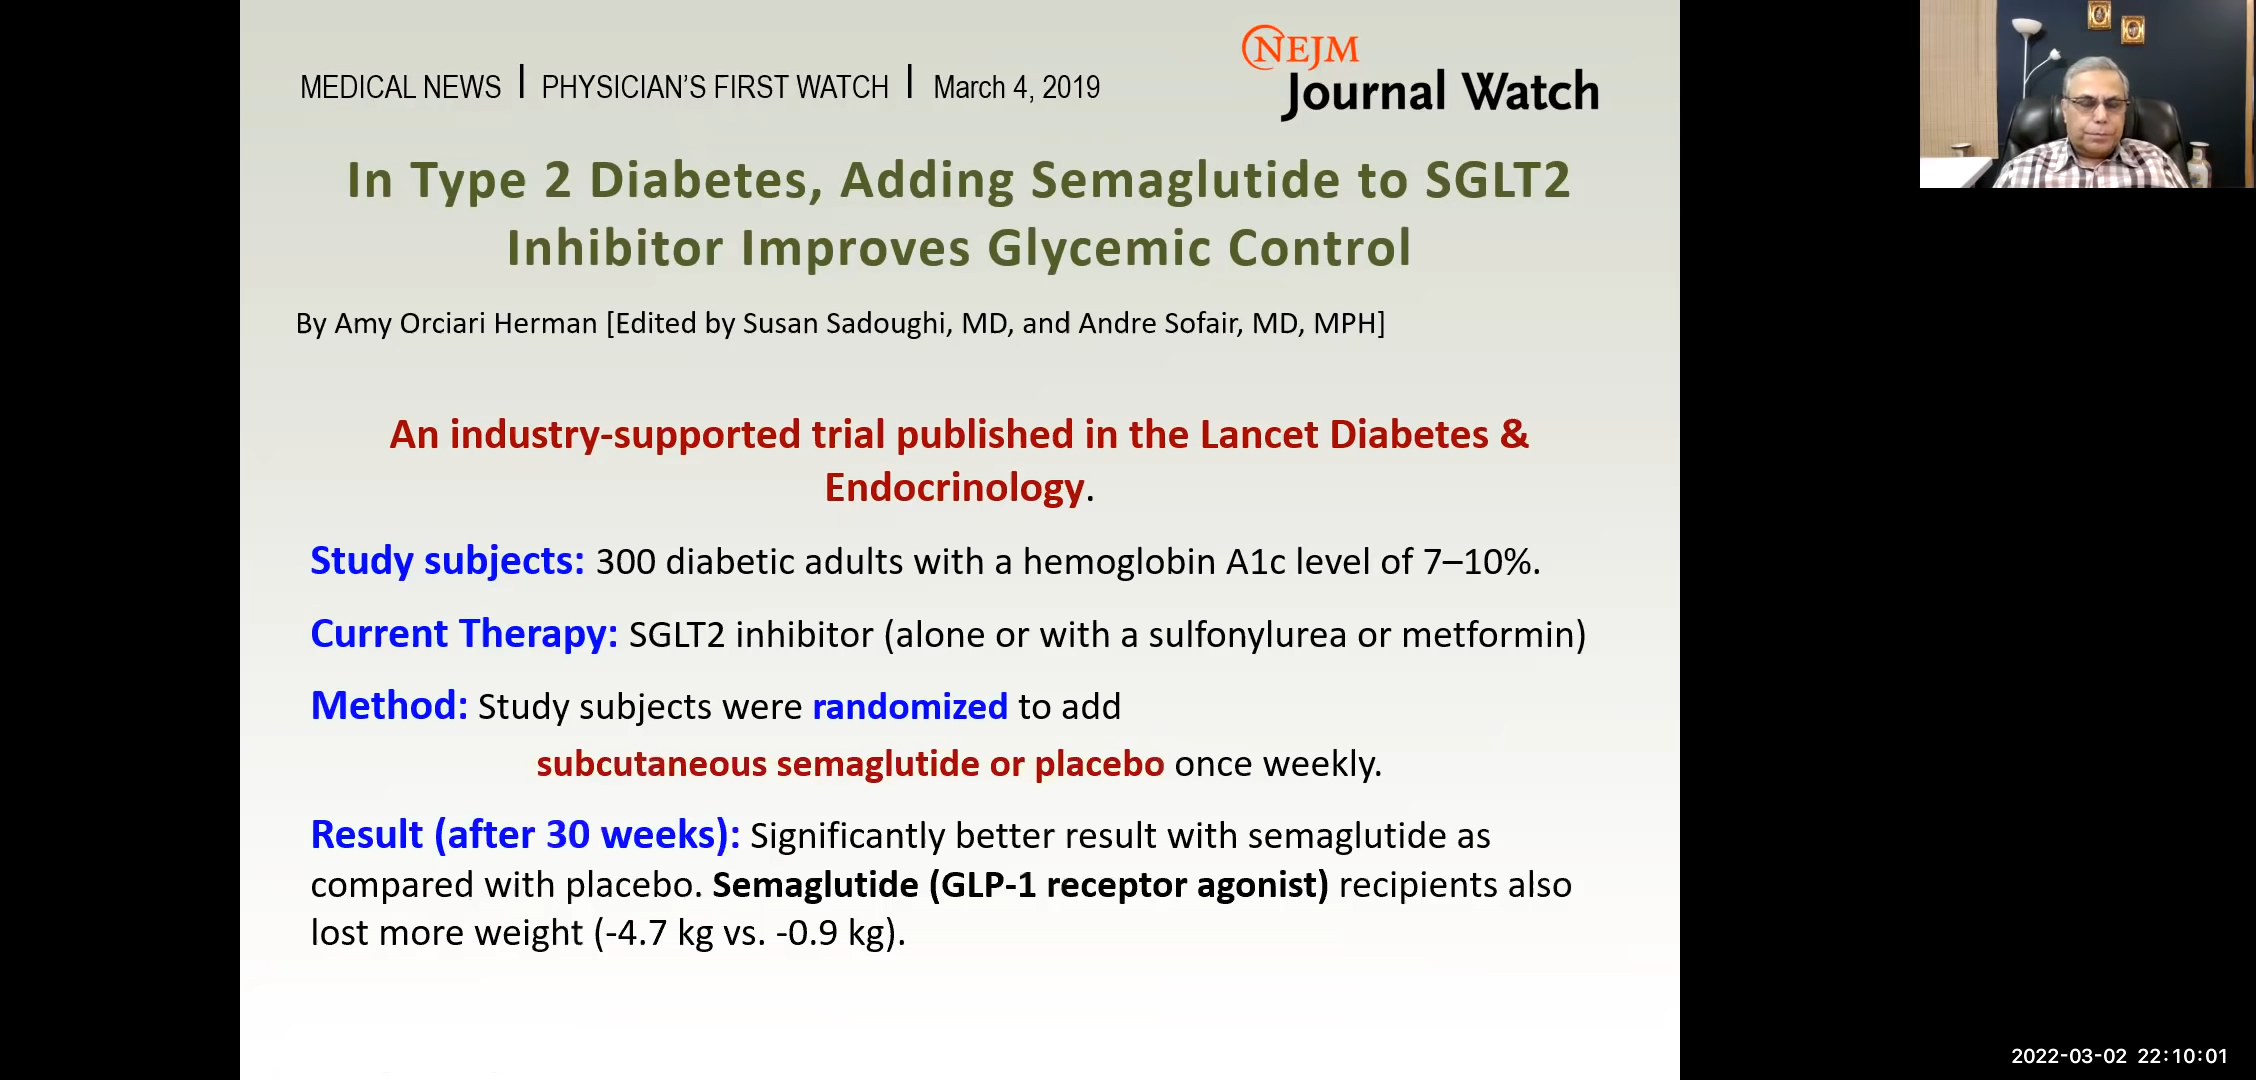 MEDICAL NEWS | PHYSICIAN'S FIRST WATCH | March 4, 2019
NEJM
Journal Watch
In Type 2 Diabetes, Adding Semaglutide to SGLT2
Inhibitor Improves Glycemic Control
By Amy Orciari Herman [Edited by Susan Sadoughi, MD, and Andre Sofair, MD, MPH]
An industry-supported trial published in the Lancet Diabetes &
Endocrinology.
Study subjects: 300 diabetic adults with a hemoglobin A1c level of 7–10%.
Current Therapy: SGLT2 inhibitor (alone or with a sulfonylurea or metformin)
Method: Study subjects were randomized to add
subcutaneous semaglutide or placebo once weekly.
Result (after 30 weeks): Significantly better result with semaglutide as
compared with placebo. Semaglutide (GLP-1 receptor agonist) recipients also
lost more weight (-4.7 kg vs. -0.9 kg).
2022-03-02 22:10:01